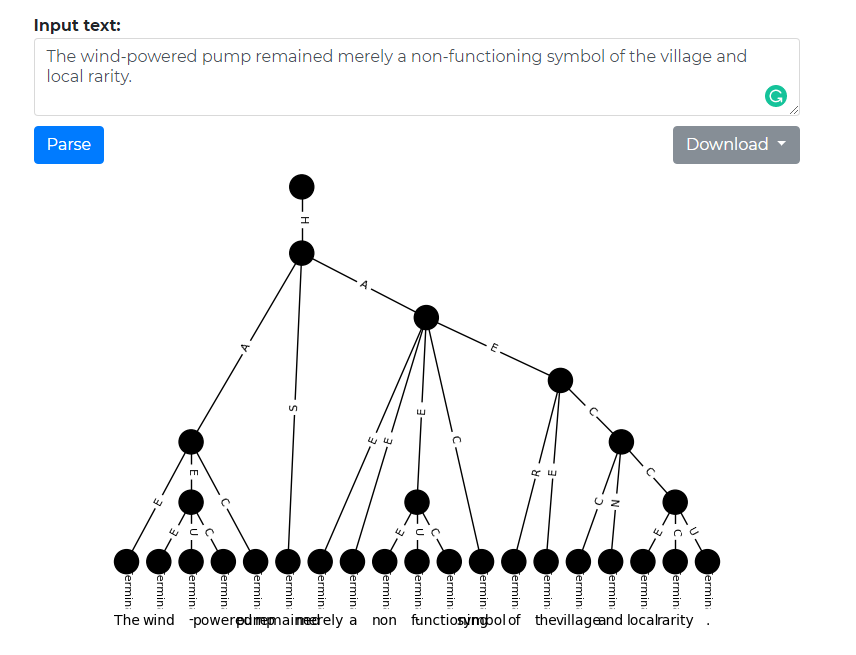 Input text:
The wind-powered pump remained merely a non-functioning symbol of the village and
local rarity.
Parse
Download
H
A
A
E
S
C
E
E
E
C
R
E
C
E
E
C
C
N
E
U
C
E
U
C
E
C
U
The wind - powered pump remained merely a non - functioning symbol of the village and local rarity .